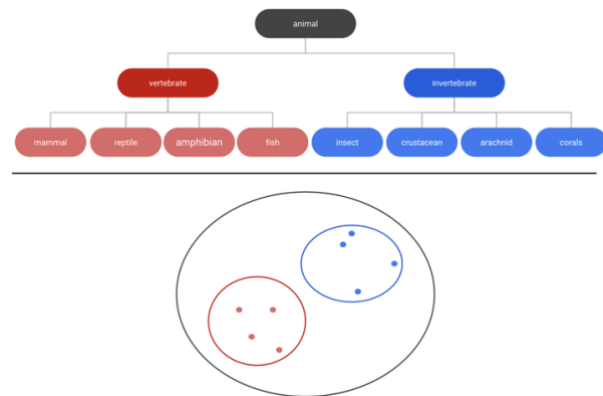 animal
vertebrate invertebrate
mammal reptile amphibian fish insect crustacean arachnid corals